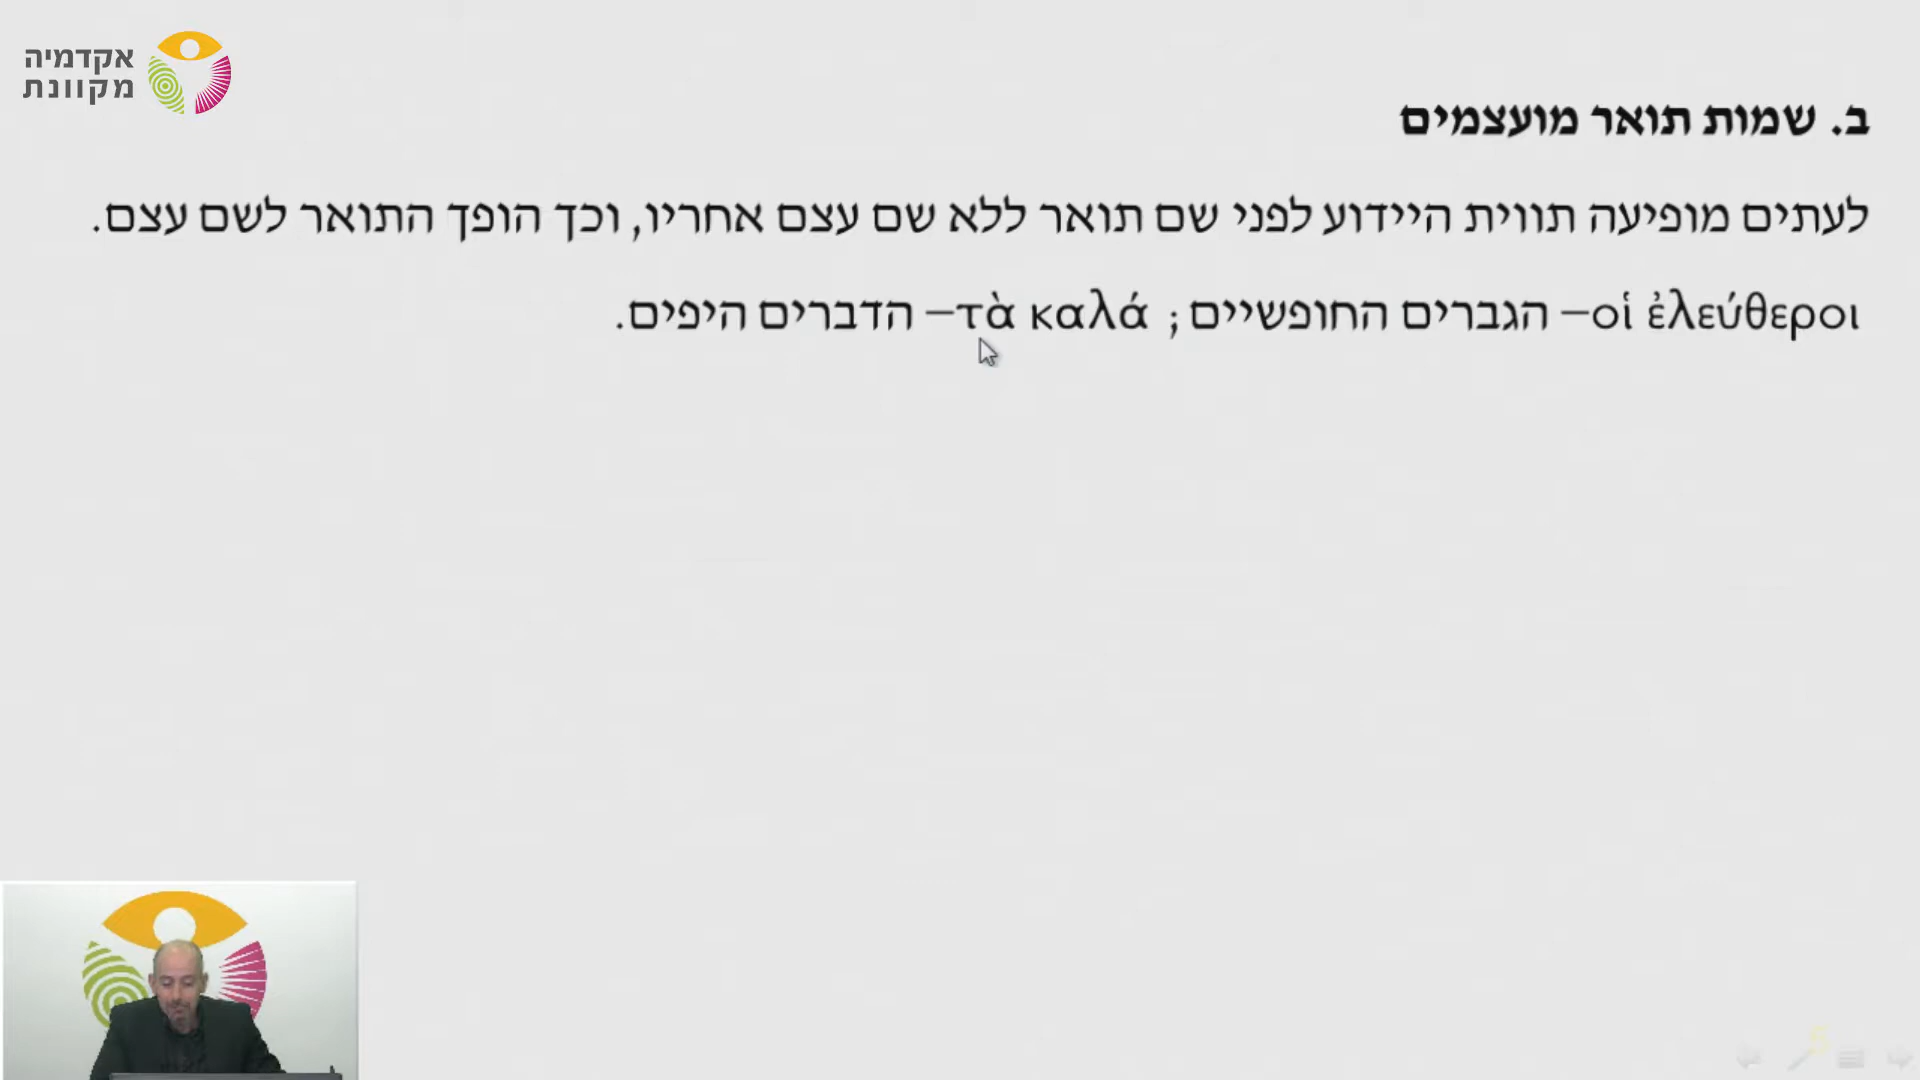 אקדמיה
מקוונת
ב. שמות תואר מועצמים
לעתים מופיעה תווית היידוע לפני שם תואר ללא שם עצם אחריו, וכך הופך התואר לשם עצם.
οἱ ἐλεύθεροι– הגברים החופשיים ; τὰ καλά– הדברים היפים.